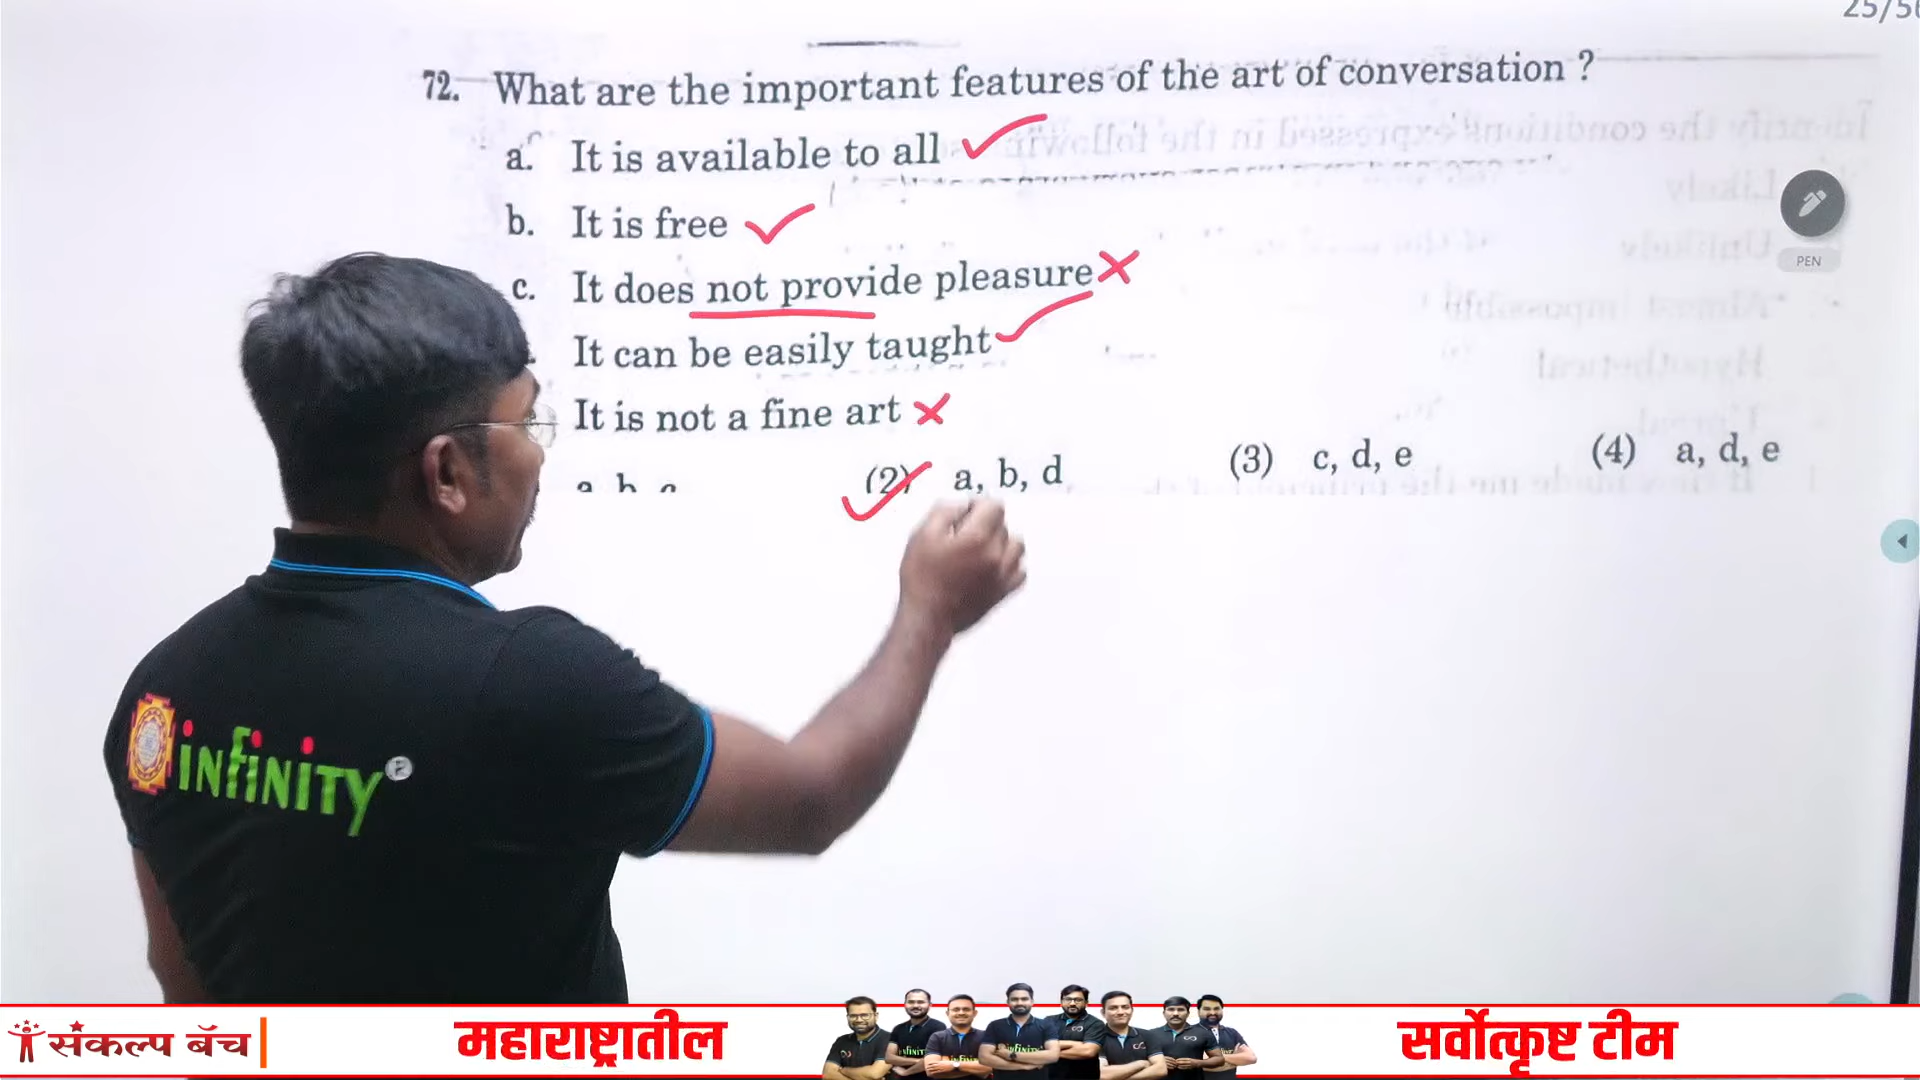 25/56
72. What are the important features of the art of conversation ?
a. It is available to all
b. It is free
c. It does not provide pleasure
It can be easily taught
It is not a fine art
(2) a, b, d (3) c, d, e (4) a, d, e
PEN
infinity®
संकल्प बॅच
महाराष्ट्रातील
सर्वोत्कृष्ट टीम